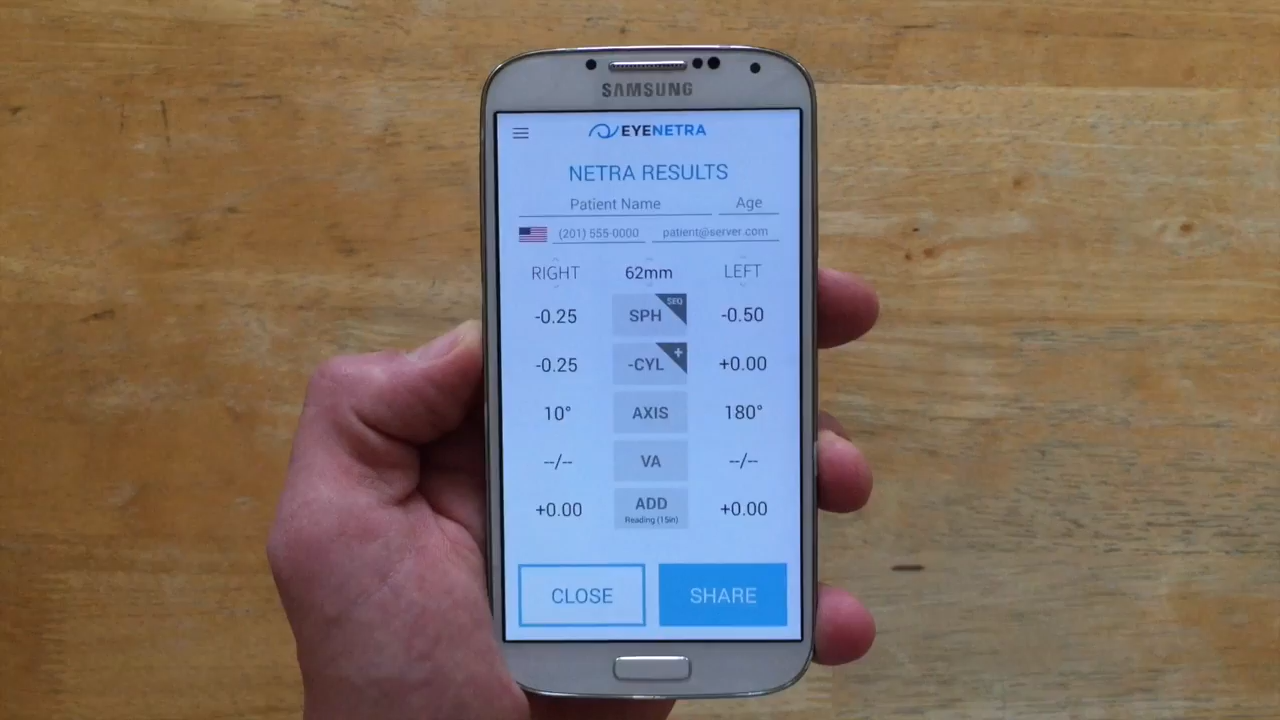 SAMSUNG
EYENETRA
NETRA RESULTS
Patient Name Age
(201) 555-0000 patient@server.com
RIGHT 62mm LEFT
-0.25 SPH SEQ -0.50
-0.25 -CYL + +0.00
10° AXIS 180°
--/-- VA --/--
+0.00 ADD +0.00
Reading (15in)
CLOSE SHARE